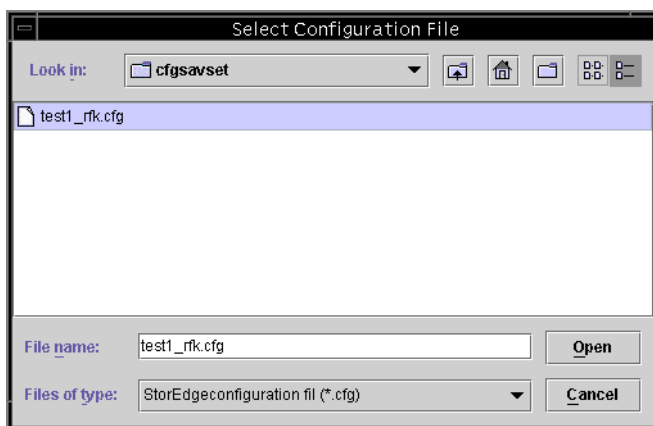 Select Configuration File
Look in: cfgsavset
test1_rfk.cfg
File name: test1_rfk.cfg Open
Files of type: StorEdgeconfiguration fil (*.cfg) Cancel